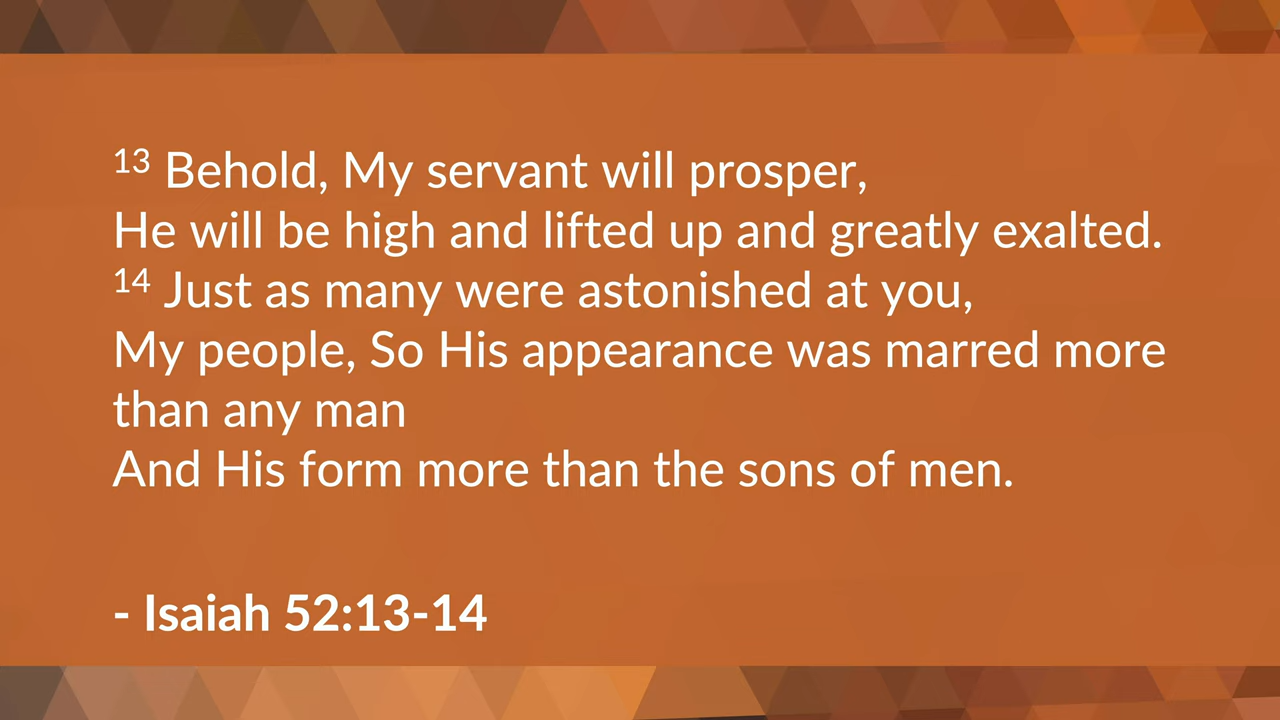 13 Behold, My servant will prosper,
He will be high and lifted up and greatly exalted.
14 Just as many were astonished at you,
My people, So His appearance was marred more
than any man
And His form more than the sons of men.
- Isaiah 52:13-14